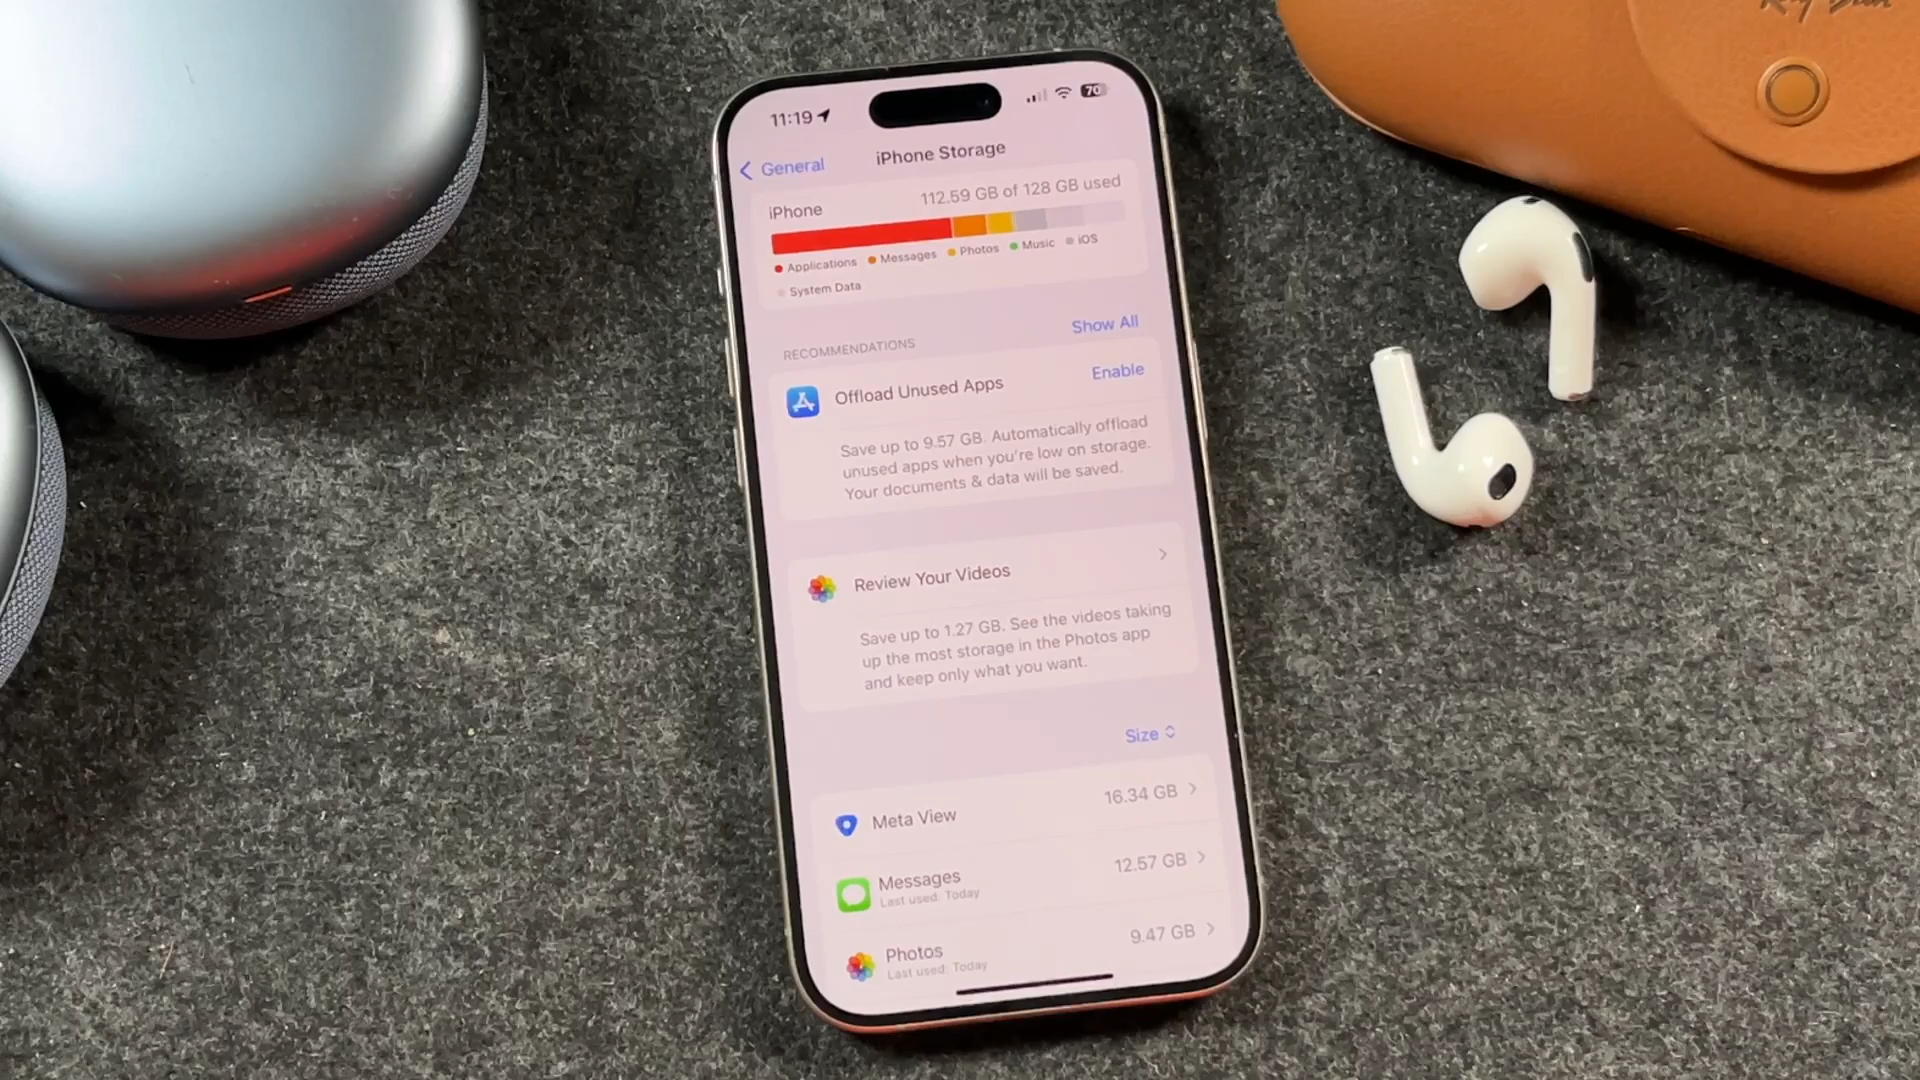 Ray-Ban
11:19
70
General
iPhone Storage
iPhone
112.59 GB of 128 GB used
Applications
Messages
Photos
Music
iOS
System Data
RECOMMENDATIONS
Show All
Offload Unused Apps
Enable
Save up to 9.57 GB. Automatically offload
unused apps when you're low on storage.
Your documents & data will be saved.
Review Your Videos
Save up to 1.27 GB. See the videos taking
up the most storage in the Photos app
and keep only what you want.
Size
Meta View
16.34 GB
Messages
12.57 GB
Last used: Today
Photos
9.47 GB
Last used: Today